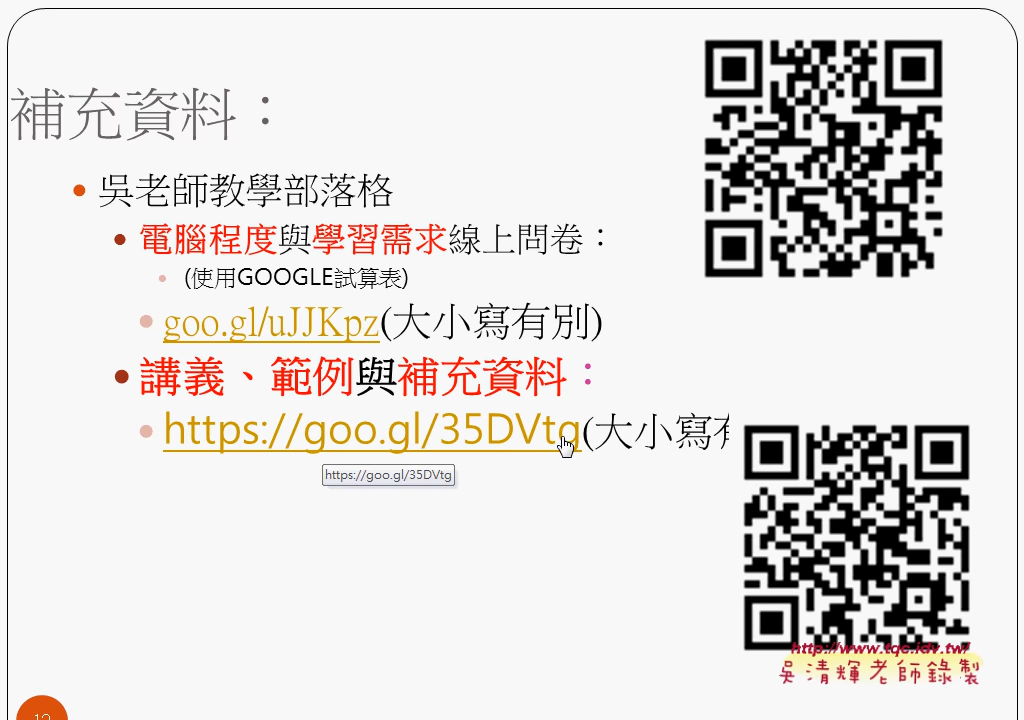 補充資料：
吳老師教學部落格
電腦程度與學習需求線上問卷：
(使用GOOGLE試算表)
goo.gl/uJJKpz(大小寫有別)
講義、範例與補充資料：
https://goo.gl/35DVtg(大小寫
https://goo.gl/35DVtg
http://www.tqc.idv.tw/
吳清輝老師錄製
12